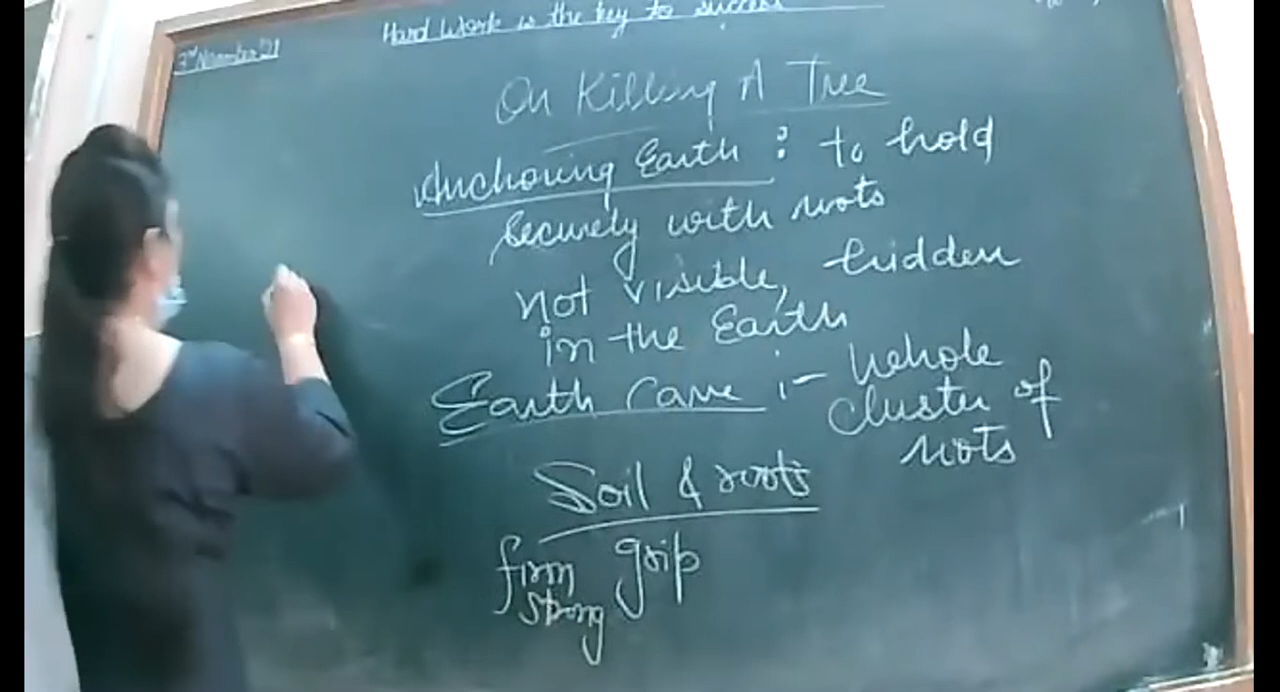 Hard Work is the key to success
November'21
On Killing A Tree
Anchoring Earth : to hold
securely with roots
not visible, hidden
in the Earth
Earth Cave :- whole
cluster of
roots
Soil & roots
firm grip
strong